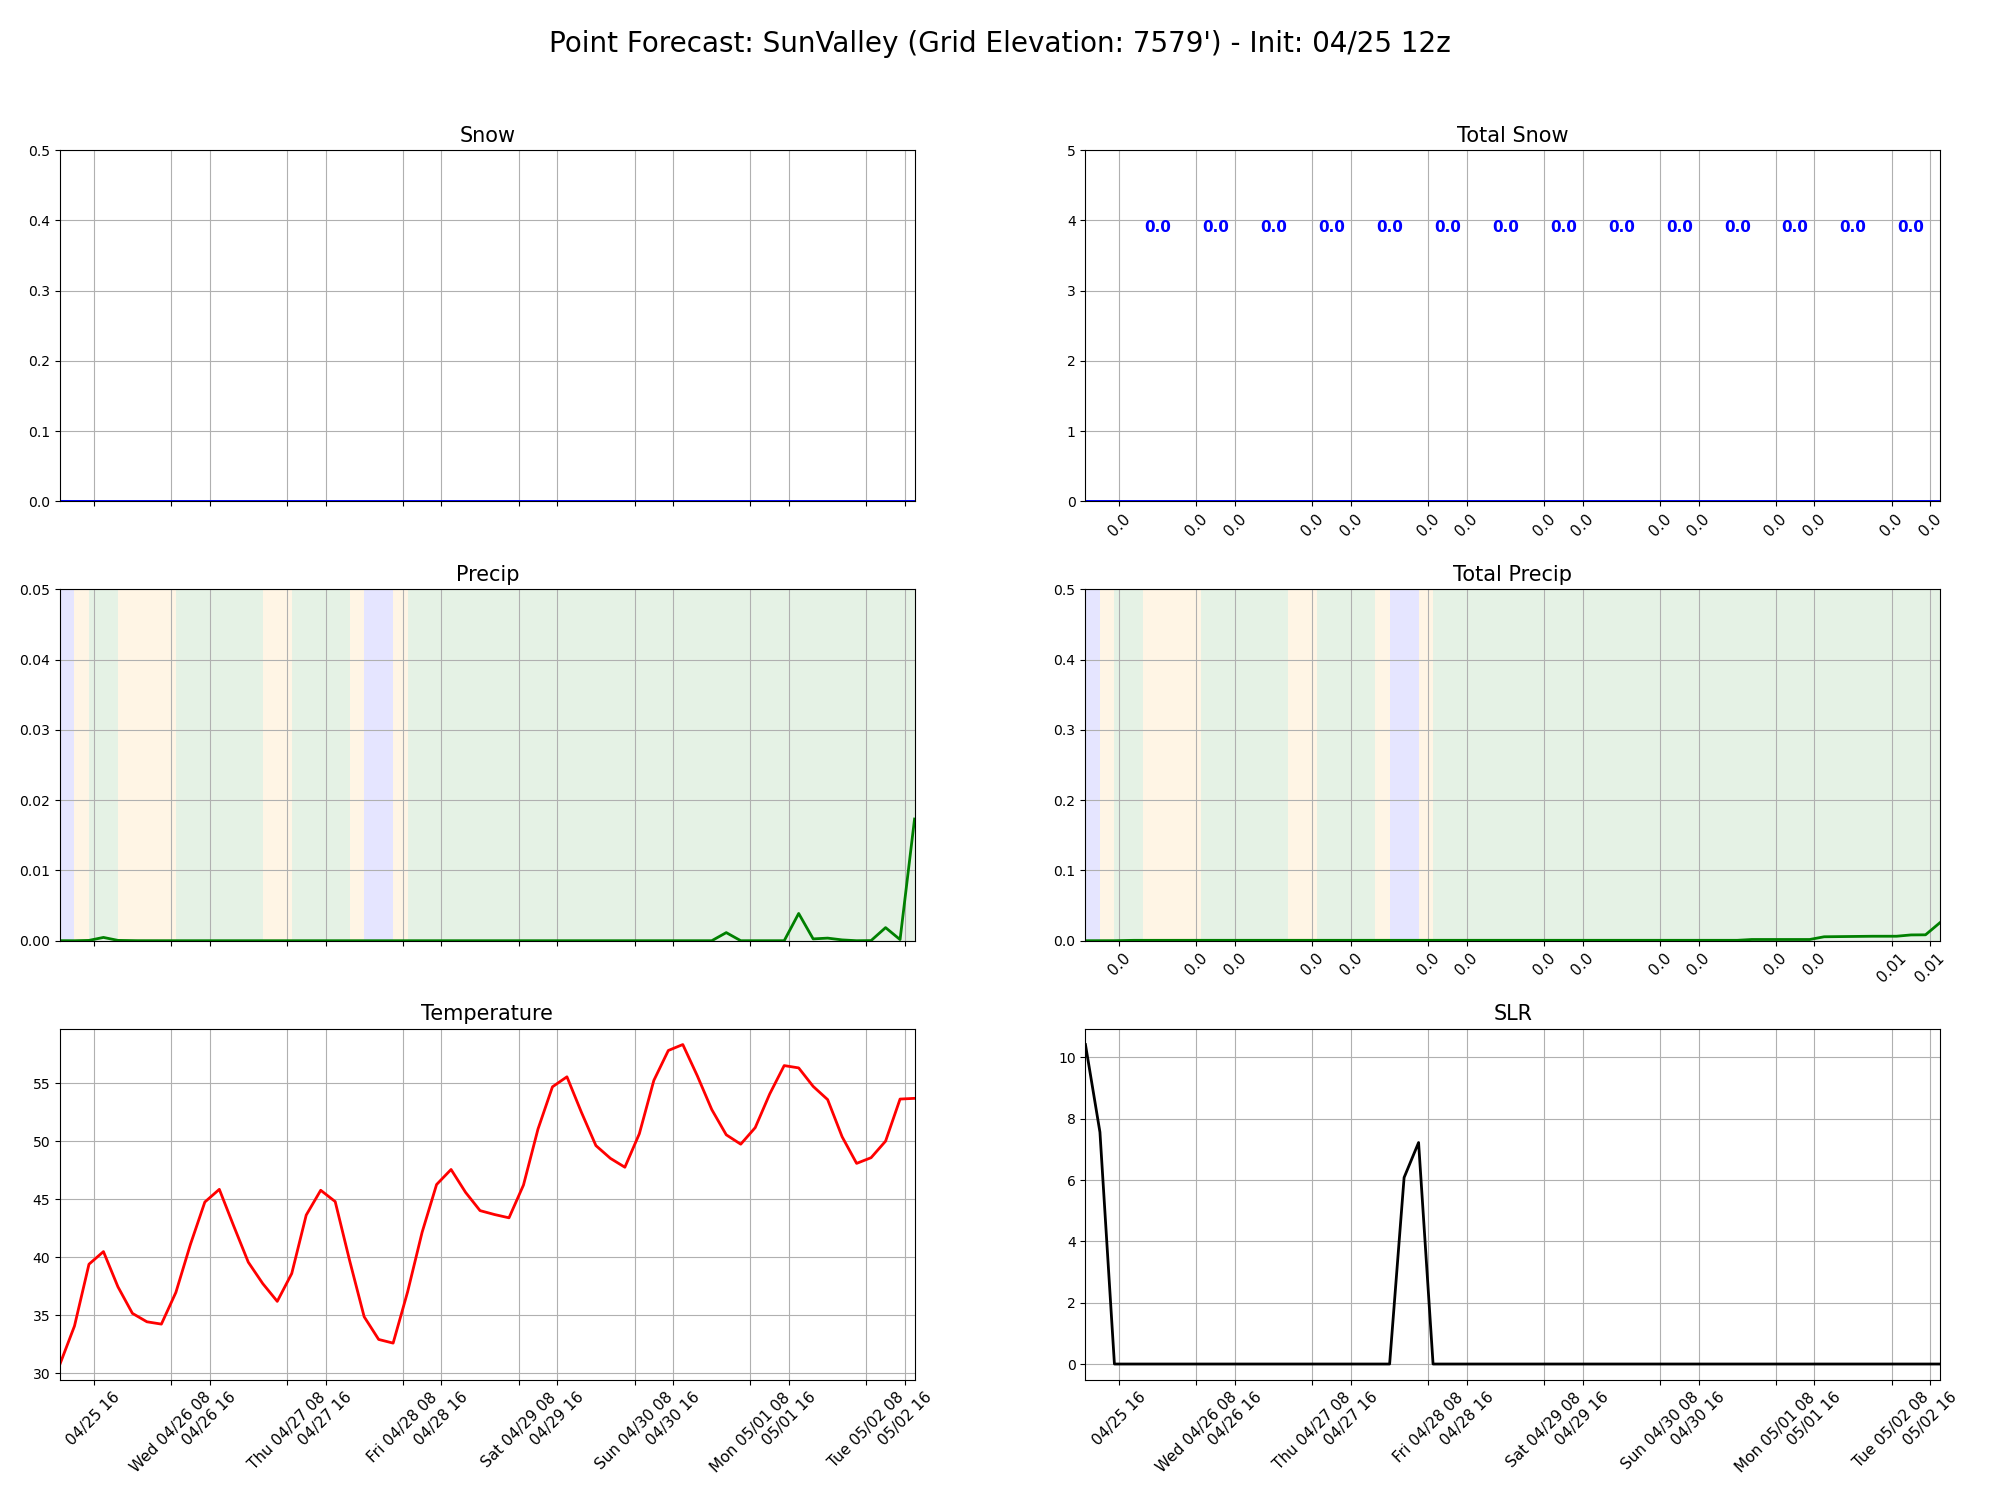 Point Forecast: SunValley (Grid Elevation: 7579') - Init: 04/25 12z
Snow
0.5
0.4
0.3
0.2
0.1
0.0
Total Snow
5
4
3
2
1
0
0.0 0.0 0.0 0.0 0.0 0.0 0.0 0.0 0.0 0.0 0.0 0.0 0.0 0.0
0.0 0.0 0.0 0.0 0.0 0.0 0.0 0.0 0.0 0.0 0.0 0.0 0.0 0.0 0.0
Precip
0.05
0.04
0.03
0.02
0.01
0.00
Total Precip
0.5
0.4
0.3
0.2
0.1
0.0
0.0 0.0 0.0 0.0 0.0 0.0 0.0 0.0 0.0 0.0 0.0 0.0 0.0 0.01 0.01
Temperature
55
50
45
40
35
30
04/25 16
Wed 04/26 08
04/26 16
Thu 04/27 08
04/27 16
Fri 04/28 08
04/28 16
Sat 04/29 08
04/29 16
Sun 04/30 08
04/30 16
Mon 05/01 08
05/01 16
Tue 05/02 08
05/02 16
SLR
10
8
6
4
2
0
04/25 16
Wed 04/26 08
04/26 16
Thu 04/27 08
04/27 16
Fri 04/28 08
04/28 16
Sat 04/29 08
04/29 16
Sun 04/30 08
04/30 16
Mon 05/01 08
05/01 16
Tue 05/02 08
05/02 16